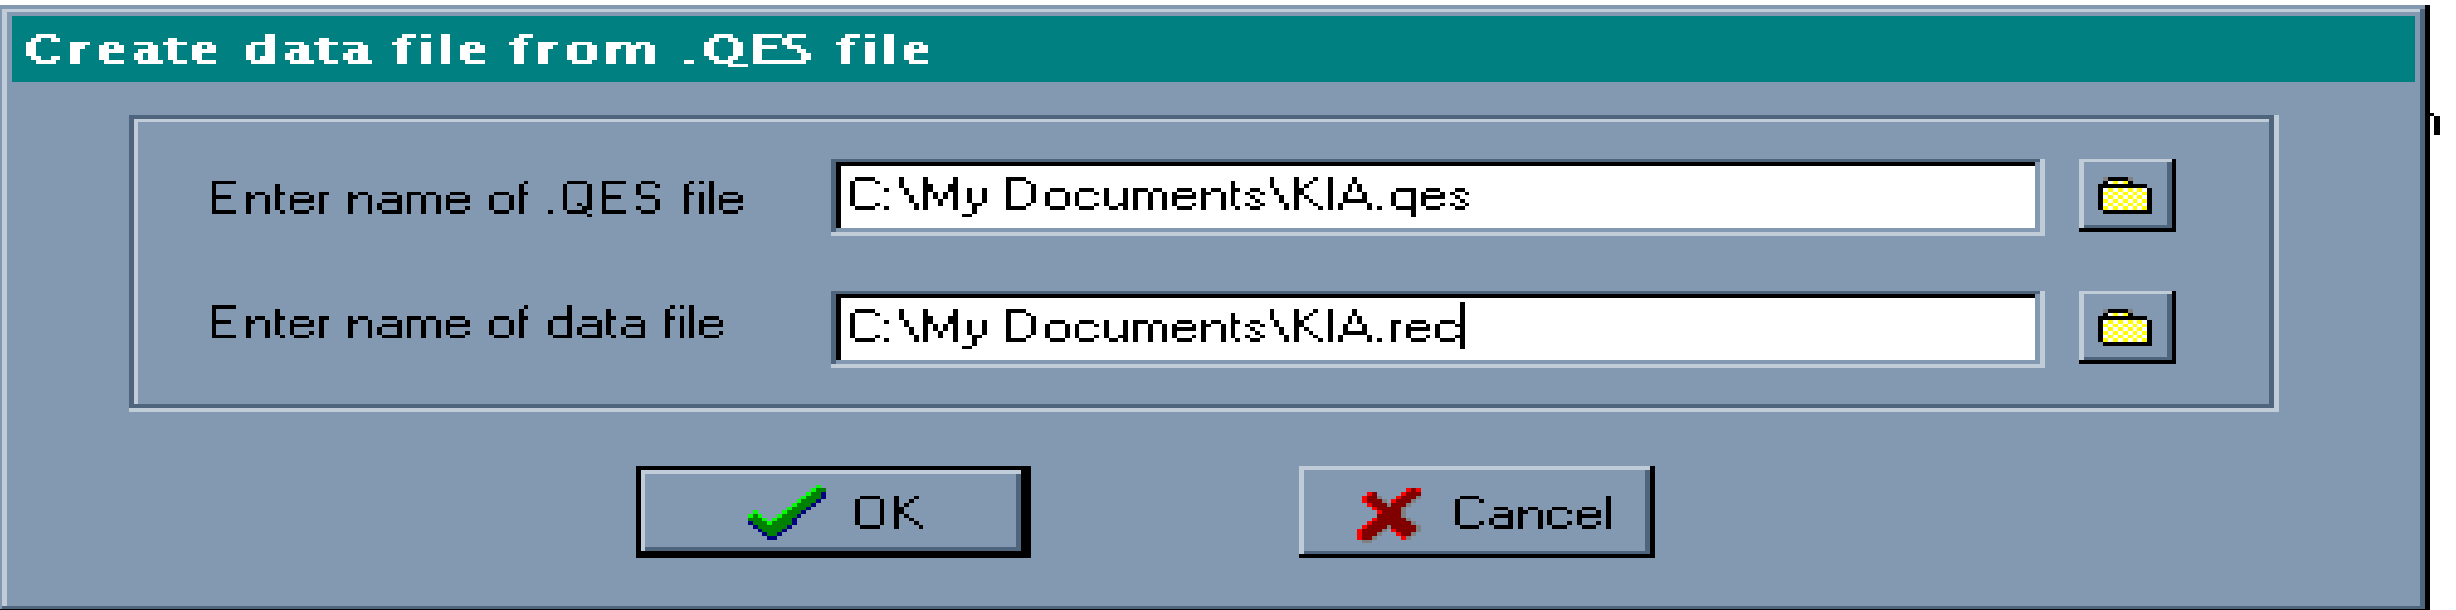 Create data file from .QES file
Enter name of .QES file C:\My Documents\KIA.qes
Enter name of data file C:\My Documents\KIA.rec
OK Cancel